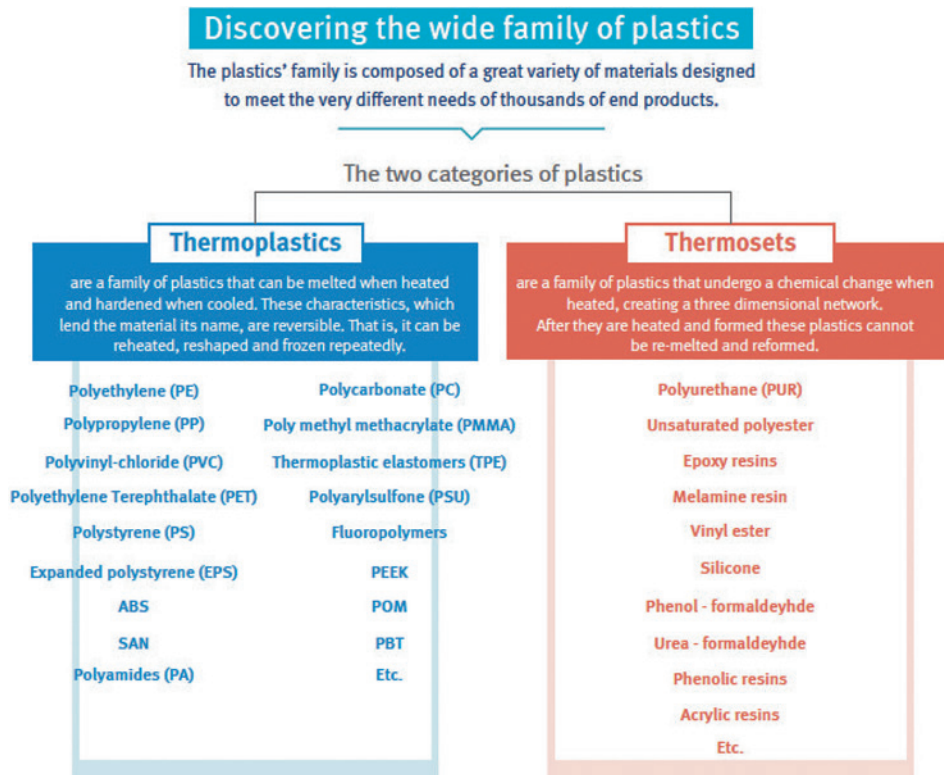 Discovering the wide family of plastics
The plastics’ family is composed of a great variety of materials designed
to meet the very different needs of thousands of end products.
The two categories of plastics
Thermoplastics
are a family of plastics that can be melted when heated
and hardened when cooled. These characteristics, which
lend the material its name, are reversible. That is, it can be
reheated, reshaped and frozen repeatedly.
Polyethylene (PE)
Polypropylene (PP)
Polyvinyl-chloride (PVC)
Polyethylene Terephthalate (PET)
Polystyrene (PS)
Expanded polystyrene (EPS)
ABS
SAN
Polyamides (PA)
Polycarbonate (PC)
Poly methyl methacrylate (PMMA)
Thermoplastic elastomers (TPE)
Polyarylsulfone (PSU)
Fluoropolymers
PEEK
POM
PBT
Etc.
Thermosets
are a family of plastics that undergo a chemical change when
heated, creating a three dimensional network.
After they are heated and formed these plastics cannot
be re-melted and reformed.
Polyurethane (PUR)
Unsaturated polyester
Epoxy resins
Melamine resin
Vinyl ester
Silicone
Phenol - formaldeyhde
Urea - formaldeyhde
Phenolic resins
Acrylic resins
Etc.